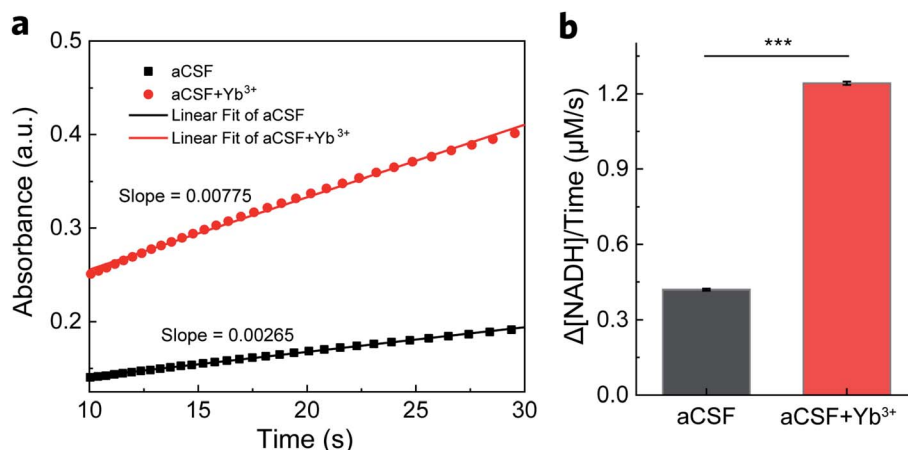 a
0.5
0.4
0.3
0.2
Absorbance (a.u.)
aCSF
aCSF+Yb³⁺
Linear Fit of aCSF
Linear Fit of aCSF+Yb³⁺
Slope = 0.00775
Slope = 0.00265
10 15 20 25 30
Time (s)
b
***
1.2
0.9
0.6
0.3
0.0
Δ[NADH]/Time (μM/s)
aCSF aCSF+Yb³⁺